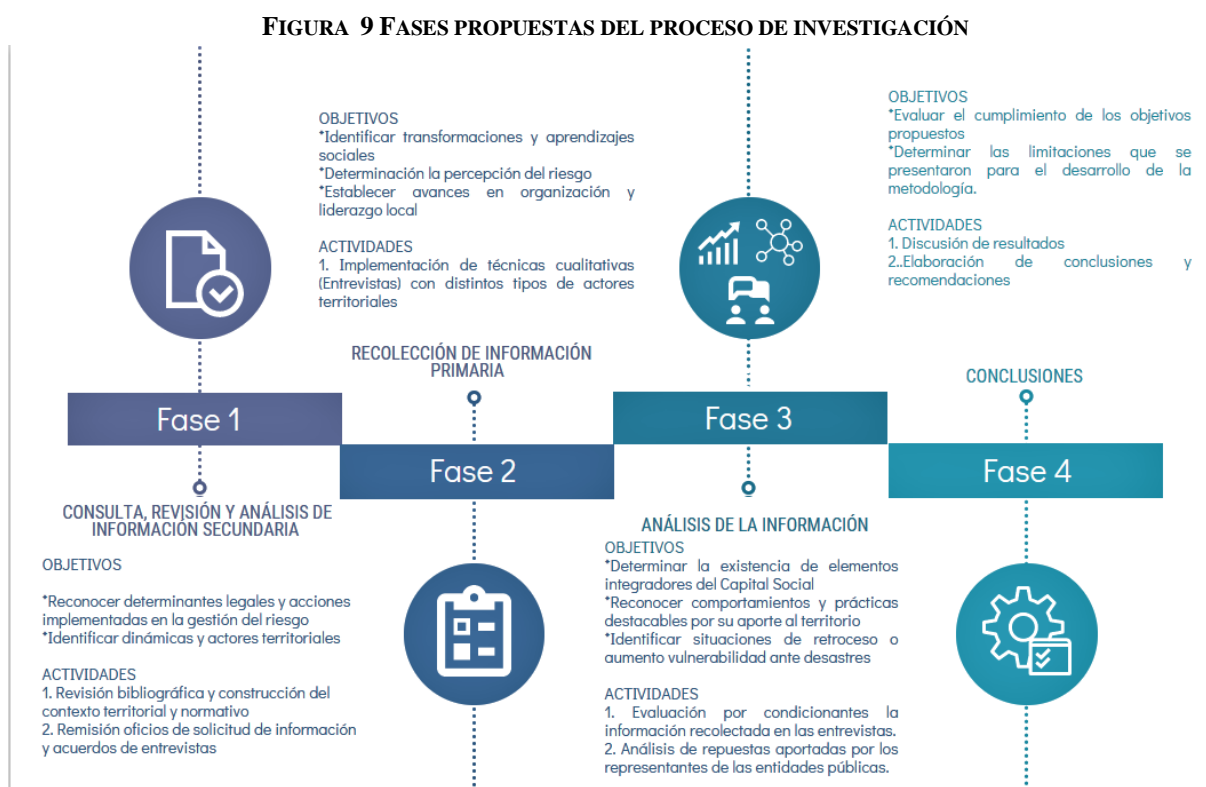 FIGURA 9 FASES PROPUESTAS DEL PROCESO DE INVESTIGACIÓN
Fase 1
CONSULTA, REVISIÓN Y ANÁLISIS DE
INFORMACIÓN SECUNDARIA
OBJETIVOS
*Reconocer determinantes legales y acciones
implementadas en la gestión del riesgo
*Identificar dinámicas y actores territoriales
ACTIVIDADES
1. Revisión bibliográfica y construcción del
contexto territorial y normativo
2. Remisión oficios de solicitud de información
y acuerdos de entrevistas
OBJETIVOS
*Identificar transformaciones y aprendizajes
sociales
*Determinación la percepción del riesgo
*Establecer avances en organización y
liderazgo local
ACTIVIDADES
1. Implementación de técnicas cualitativas
(Entrevistas) con distintos tipos de actores
territoriales
RECOLECCIÓN DE INFORMACIÓN
PRIMARIA
Fase 2
Fase 3
ANÁLISIS DE LA INFORMACIÓN
OBJETIVOS
*Determinar la existencia de elementos
integradores del Capital Social
*Reconocer comportamientos y prácticas
destacables por su aporte al territorio
*Identificar situaciones de retroceso o
aumento vulnerabilidad ante desastres
ACTIVIDADES
1. Evaluación por condicionantes la
información recolectada en las entrevistas.
2. Análisis de repuestas aportadas por los
representantes de las entidades públicas.
OBJETIVOS
*Evaluar el cumplimiento de los objetivos
propuestos
*Determinar las limitaciones que se
presentaron para el desarrollo de la
metodología.
ACTIVIDADES
1. Discusión de resultados
2..Elaboración de conclusiones y
recomendaciones
CONCLUSIONES
Fase 4